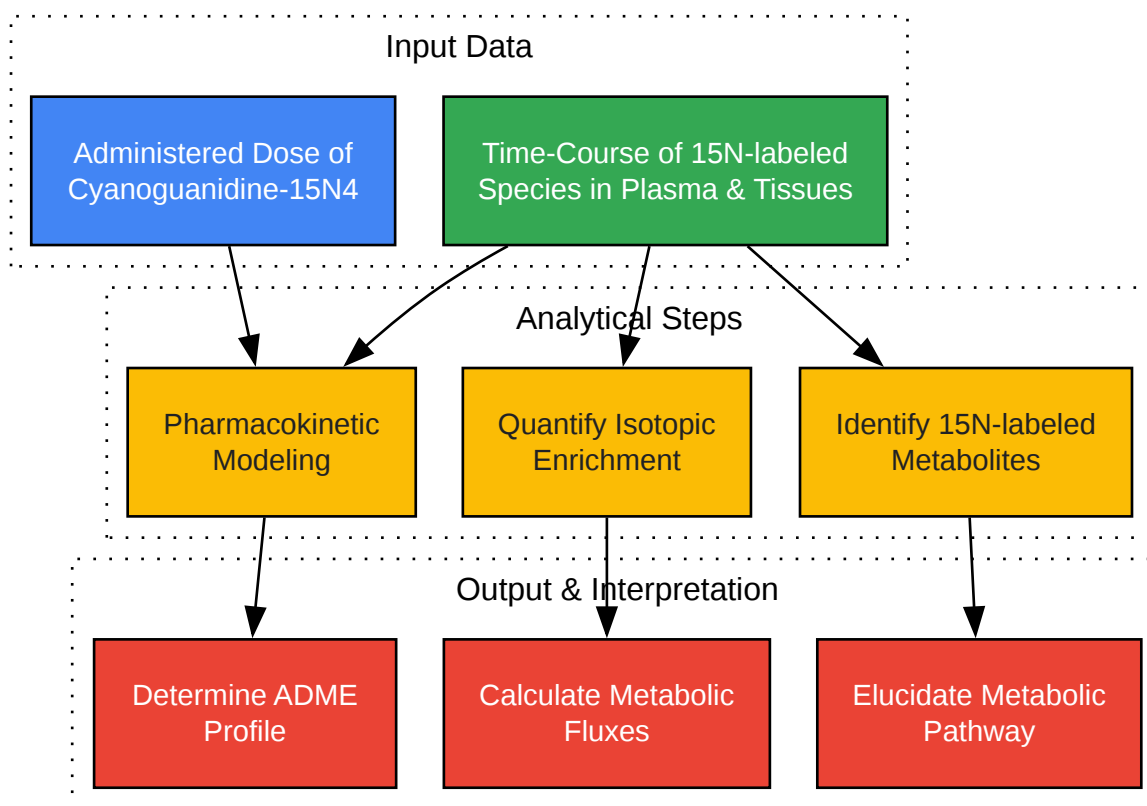 Input Data
Administered Dose of
Cyanoguanidine-15N4
Time-Course of 15N-labeled
Species in Plasma & Tissues
Analytical Steps
Pharmacokinetic
Modeling
Quantify Isotopic
Enrichment
Identify 15N-labeled
Metabolites
Output & Interpretation
Determine ADME
Profile
Calculate Metabolic
Fluxes
Elucidate Metabolic
Pathway